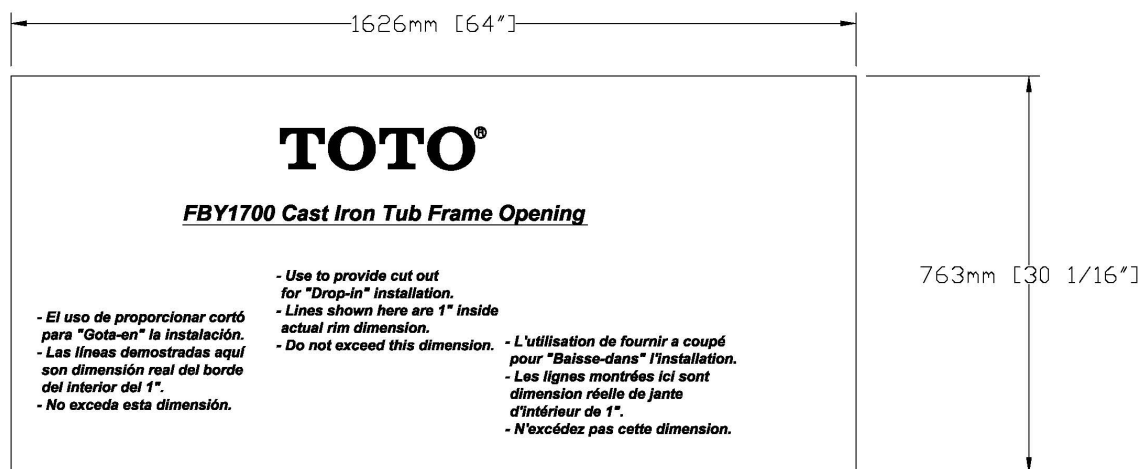 1626mm [64"]
TOTO®
FBY1700 Cast Iron Tub Frame Opening
763mm [30 1/16"]
- Use to provide cut out
for "Drop-in" installation.
- Lines shown here are 1" inside
actual rim dimension.
- Do not exceed this dimension.
- El uso de proporcionar cortó
para "Gota-en" la instalación.
- Las líneas demostradas aquí
son dimensión real del borde
del interior del 1".
- No exceda esta dimensión.
- L'utilisation de fournir a coupé
pour "Baisse-dans" l'installation.
- Les lignes montrées ici sont
dimension réelle de jante
d'intérieur de 1".
- N'excédez pas cette dimension.